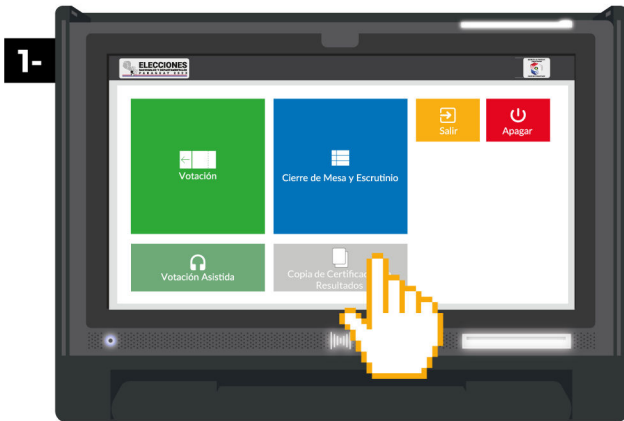 1-
ELECCIONES
Salir
Apagar
Votación
Cierre de Mesa y Escrutinio
Votación Asistida
Copia de Certificad
Resultados